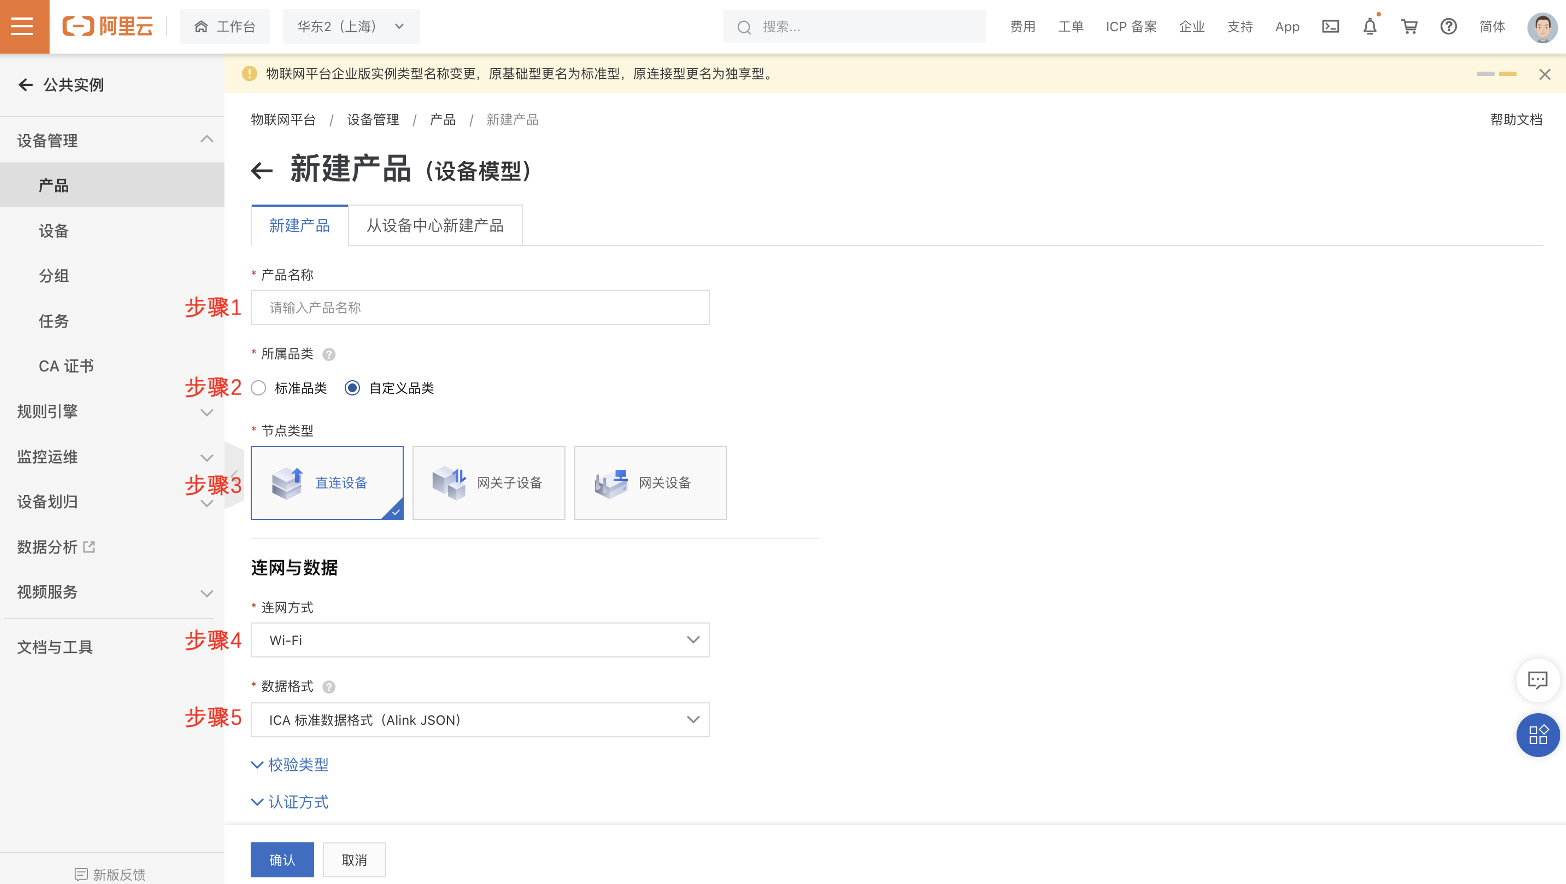 阿里云
工作台
华东2（上海）
搜索...
费用
工单
ICP 备案
企业
支持
App
简体
公共实例
物联网平台企业版实例类型名称变更，原基础型更名为标准型，原连接型更名为独享型。
物联网平台 / 设备管理 / 产品 / 新建产品
帮助文档
设备管理
产品
设备
分组
任务
CA 证书
规则引擎
监控运维
设备划归
数据分析
视频服务
文档与工具
新版反馈
新建产品（设备模型）
新建产品
从设备中心新建产品
* 产品名称
步骤1
请输入产品名称
* 所属品类 ?
步骤2
标准品类
自定义品类
* 节点类型
步骤3
直连设备
网关子设备
网关设备
连网与数据
* 连网方式
步骤4
Wi-Fi
* 数据格式 ?
步骤5
ICA 标准数据格式（Alink JSON）
校验类型
认证方式
确认
取消